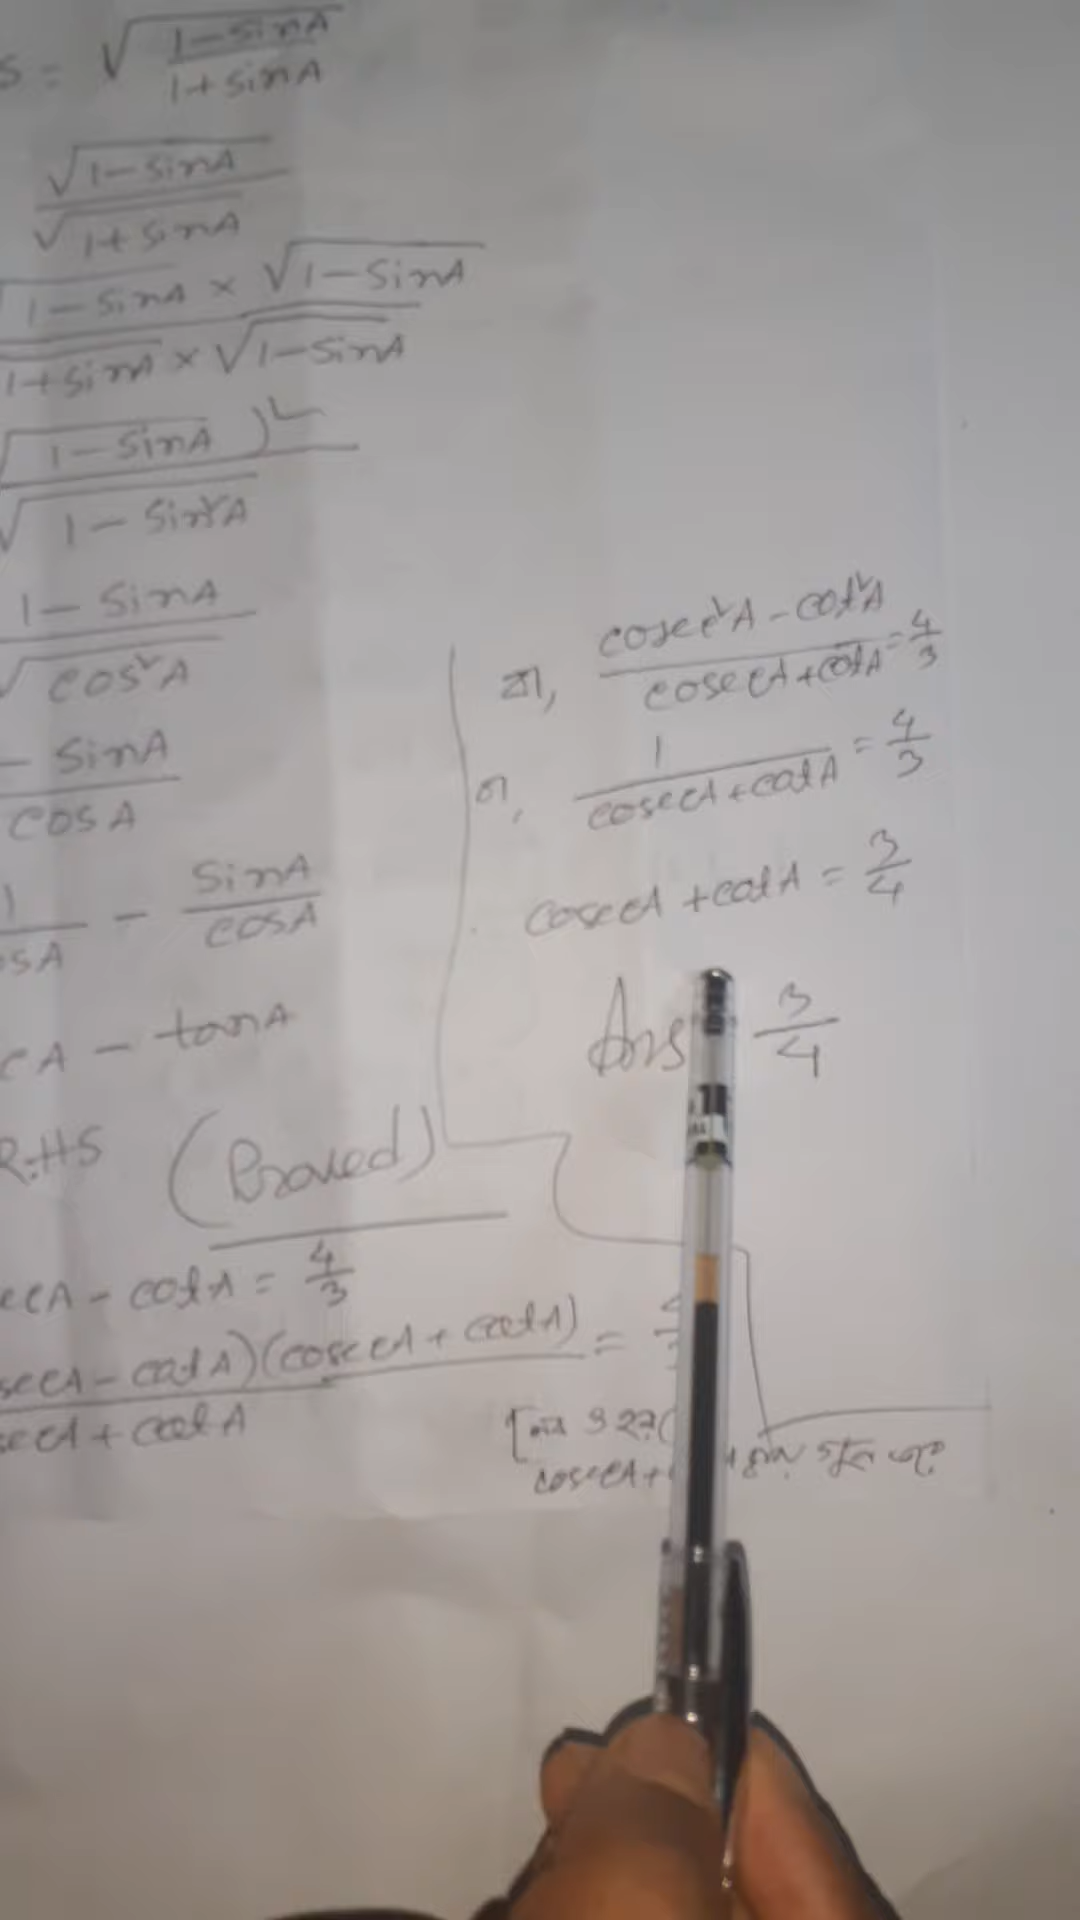 S = √(1-sinA / 1+sinA)
√1-sinA / √1+sinA
√1-sinA × √1-sinA / √1+sinA × √1-sinA
√1-sinA)² / √1-sin²A
1-sinA / √cos²A
- sinA / cosA
1 / osA - sinA / cosA
cA - tanA
R.HS (Proved)
ecA - cotA = 4/3
secA - cotA)(cosecA + cotA) / secA + cotA =
cosecA +
বা, cosec²A - cot²A / cosecA + cotA = 4/3
বা, 1 / cosecA + cotA = 4/3
cosecA + cotA = 3/4
Ans 3/4